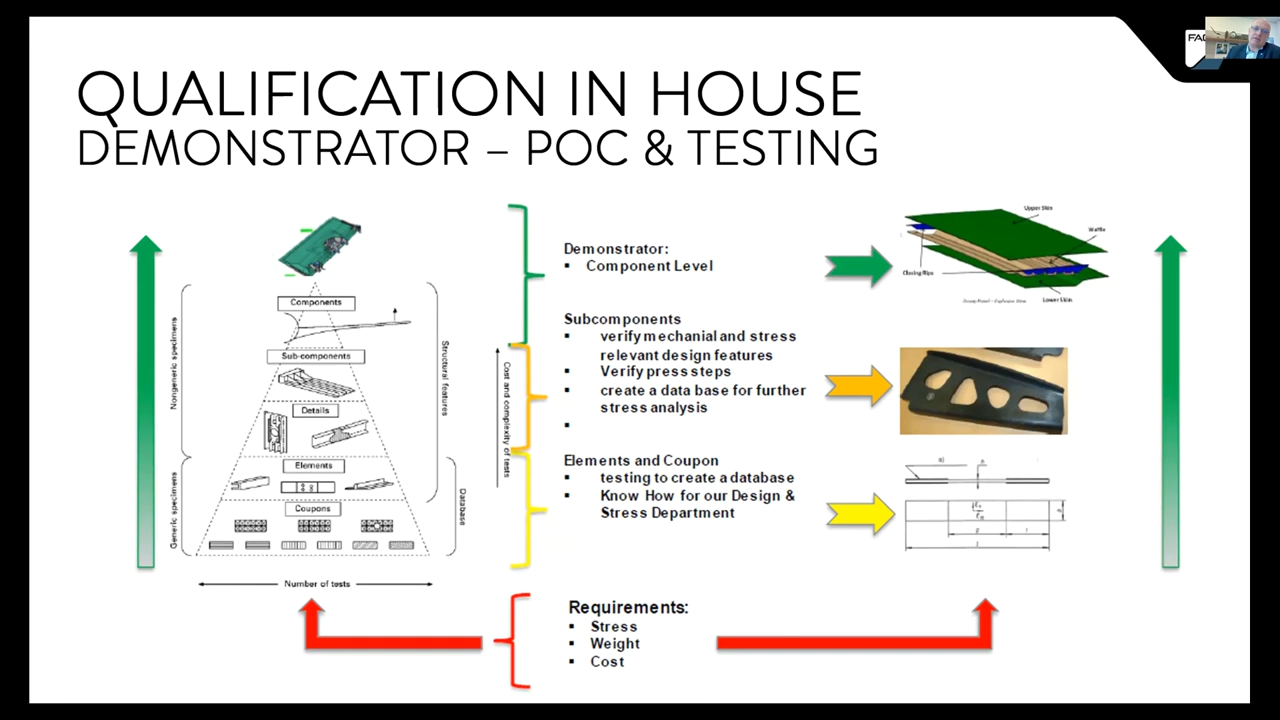 QUALIFICATION IN HOUSE
DEMONSTRATOR – POC & TESTING
Components
Sub-components
Details
Elements
Coupons
Nongeneric specimens
Generic specimens
Structural features
Database
Cost and complexity of tests
Number of tests
Demonstrator:
▪ Component Level
Subcomponents
▪ verify mechanial and stress
relevant design features
▪ Verify press steps
▪ create a data base for further
stress analysis
▪
Elements and Coupon
▪ testing to create a database
▪ Know How for our Design &
Stress Department
Requirements:
▪ Stress
▪ Weight
▪ Cost
Upper Skin
Waffle
Closing Ribs
Lower Skin